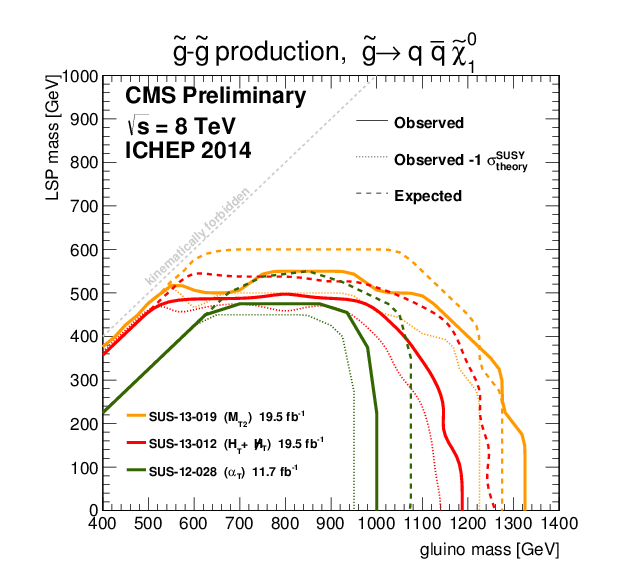 g̃-g̃ production, g̃→ q q̅ χ̃₁⁰
LSP mass [GeV]
1000
900
800
700
600
500
400
300
200
100
0
CMS Preliminary
√s = 8 TeV
ICHEP 2014
Observed
Observed -1 σ SUSY theory
Expected
kinematically forbidden
SUS-13-019 (M_T2) 19.5 fb⁻¹
SUS-13-012 (H_T + H̸_T) 19.5 fb⁻¹
SUS-12-028 (α_T) 11.7 fb⁻¹
400 500 600 700 800 900 1000 1100 1200 1300 1400
gluino mass [GeV]